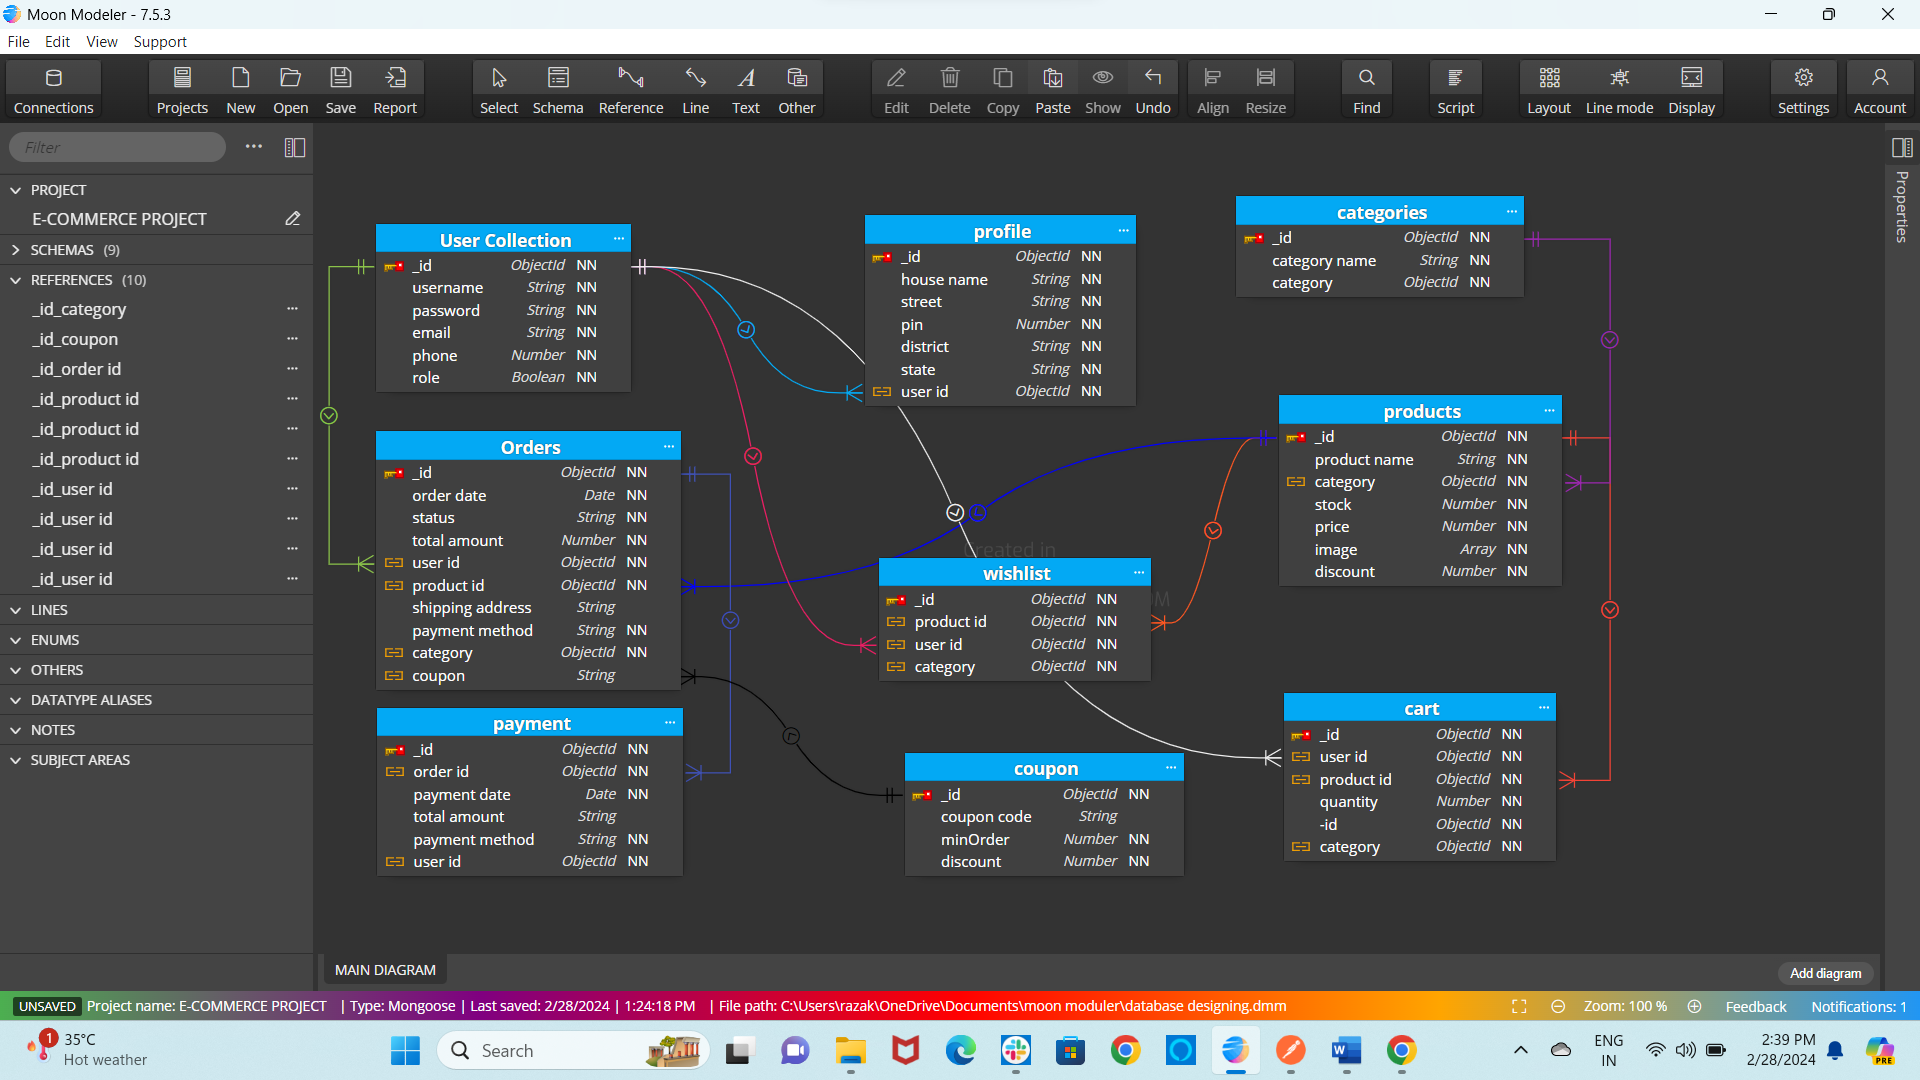 Moon Modeler - 7.5.3
File Edit View Support
Connections Projects New Open Save Report Select Schema Reference Line Text Other Edit Delete Copy Paste Show Undo Align Resize Find Script Layout Line mode Display Settings Account
Filter
PROJECT
E-COMMERCE PROJECT
SCHEMAS (9)
REFERENCES (10)
_id_category
_id_coupon
_id_order id
_id_product id
_id_product id
_id_product id
_id_user id
_id_user id
_id_user id
_id_user id
LINES
ENUMS
OTHERS
DATATYPE ALIASES
NOTES
SUBJECT AREAS
User Collection
_id ObjectId NN
username String NN
password String NN
email String NN
phone Number NN
role Boolean NN
profile
_id ObjectId NN
house name String NN
street String NN
pin Number NN
district String NN
state String NN
user id ObjectId NN
categories
_id ObjectId NN
category name String NN
category ObjectId NN
Properties
Orders
_id ObjectId NN
order date Date NN
status String NN
total amount Number NN
user id ObjectId NN
product id ObjectId NN
shipping address String
payment method String NN
category ObjectId NN
coupon String
products
_id ObjectId NN
product name String NN
category ObjectId NN
stock Number NN
price Number NN
image Array NN
discount Number NN
Created in
wishlist
_id ObjectId NN
product id ObjectId NN
user id ObjectId NN
category ObjectId NN
payment
_id ObjectId NN
order id ObjectId NN
payment date Date NN
total amount String
payment method String NN
user id ObjectId NN
coupon
_id ObjectId NN
coupon code String
minOrder Number NN
discount Number NN
cart
_id ObjectId NN
user id ObjectId NN
product id ObjectId NN
quantity Number NN
-id ObjectId NN
category ObjectId NN
MAIN DIAGRAM
Add diagram
UNSAVED Project name: E-COMMERCE PROJECT | Type: Mongoose | Last saved: 2/28/2024 | 1:24:18 PM | File path: C:\Users\razak\OneDrive\Documents\moon moduler\database designing.dmm Zoom: 100 % Feedback Notifications: 1
1
35°C
Hot weather
Search
PRE
ENG
IN
2:39 PM
2/28/2024